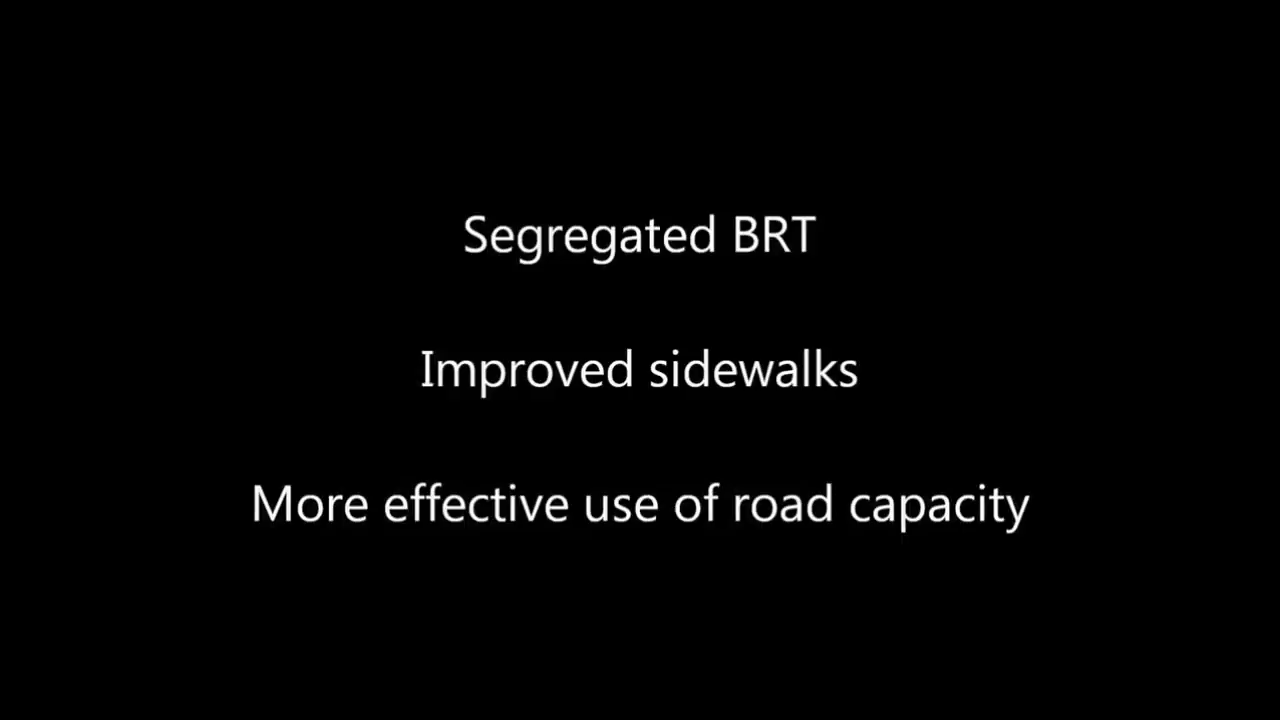 Segregated BRT
Improved sidewalks
More effective use of road capacity